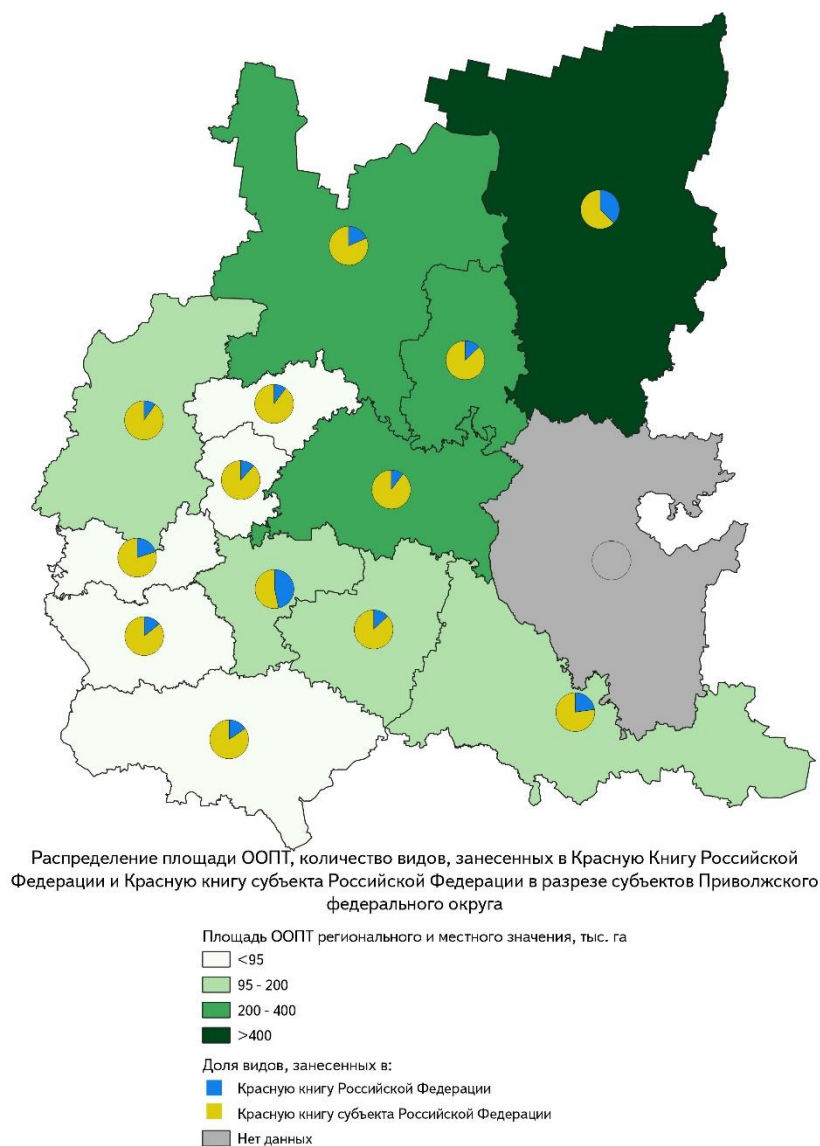 Распределение площади ООПТ, количество видов, занесенных в Красную Книгу Российской
Федерации и Красную книгу субъекта Российской Федерации в разрезе субъектов Приволжского
федерального округа
Площадь ООПТ регионального и местного значения, тыс. га
<95
95 - 200
200 - 400
>400
Доля видов, занесенных в:
Красную книгу Российской Федерации
Красную книгу субъекта Российской Федерации
Нет данных